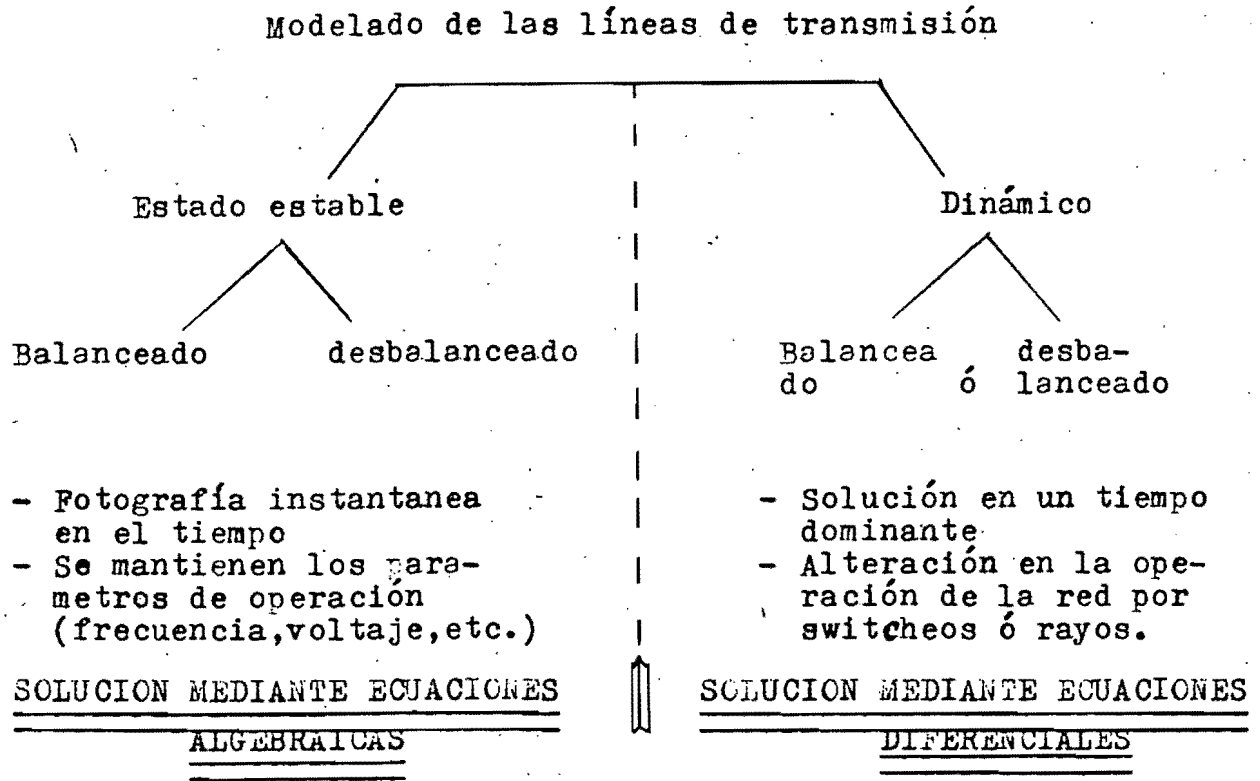 Modelado de las líneas de transmisión
Estado estable
Dinámico
Balanceado desbalanceado
Balancea desba-
do ó lanceado
- Fotografía instantanea
en el tiempo
- Se mantienen los para-
metros de operación
(frecuencia,voltaje,etc.)
- Solución en un tiempo
dominante
- Alteración en la ope-
ración de la red por
switcheos ó rayos.
SOLUCION MEDIANTE ECUACIONES
ALGEBRAICAS
SOLUCION MEDIANTE ECUACIONES
DIFERENCIALES